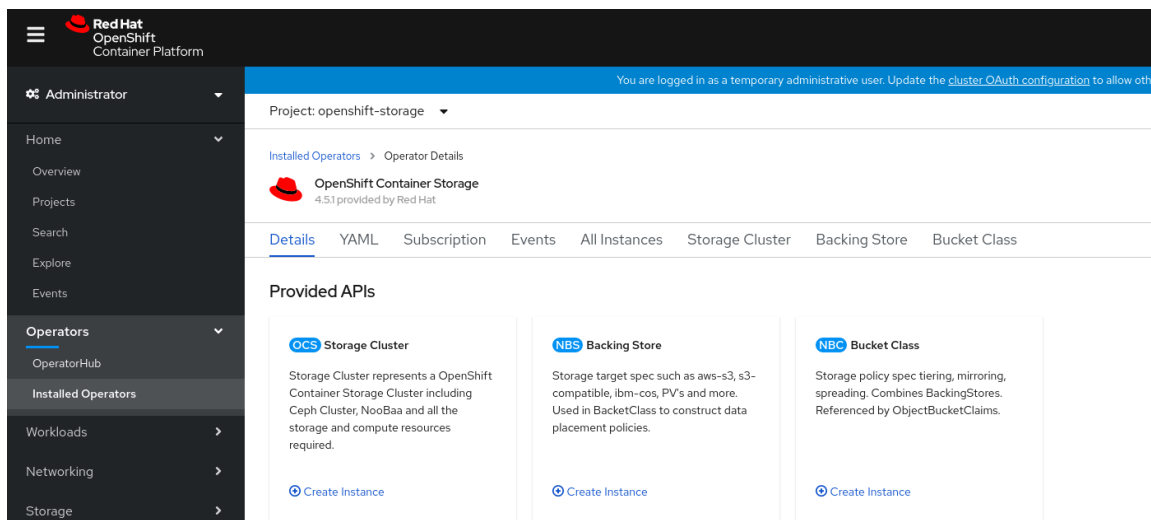 Red Hat
OpenShift
Container Platform
You are logged in as a temporary administrative user. Update the cluster OAuth configuration to allow oth
Administrator
Home
Overview
Projects
Search
Explore
Events
Operators
OperatorHub
Installed Operators
Workloads
Networking
Storage
Project: openshift-storage
Installed Operators > Operator Details
OpenShift Container Storage
4.5.1 provided by Red Hat
Details YAML Subscription Events All Instances Storage Cluster Backing Store Bucket Class
Provided APIs
OCS Storage Cluster
Storage Cluster represents a OpenShift
Container Storage Cluster including
Ceph Cluster, NooBaa and all the
storage and compute resources
required.
Create Instance
NBS Backing Store
Storage target spec such as aws-s3, s3-
compatible, ibm-cos, PV's and more.
Used in BacketClass to construct data
placement policies.
Create Instance
NBC Bucket Class
Storage policy spec tiering, mirroring,
spreading. Combines BackingStores.
Referenced by ObjectBucketClaims.
Create Instance